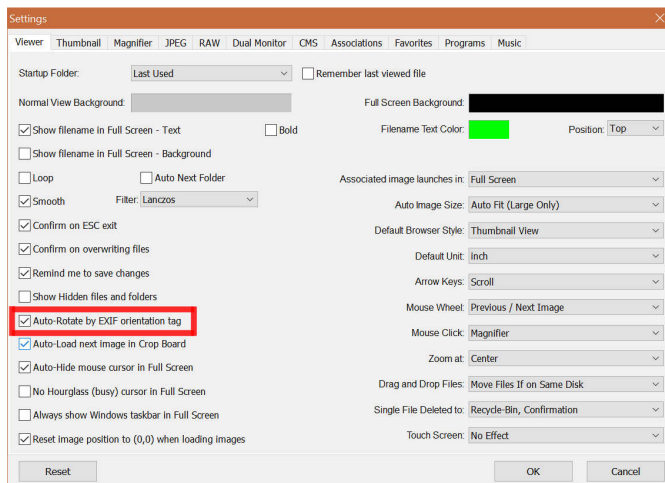 Settings
Viewer Thumbnail Magnifier JPEG RAW Dual Monitor CMS Associations Favorites Programs Music
Startup Folder: Last Used Remember last viewed file
Normal View Background: Full Screen Background:
Show filename in Full Screen - Text Bold Filename Text Color: Position: Top
Show filename in Full Screen - Background
Loop Auto Next Folder Associated image launches in: Full Screen
Smooth Filter: Lanczos Auto Image Size: Auto Fit (Large Only)
Confirm on ESC exit Default Browser Style: Thumbnail View
Confirm on overwriting files Default Unit: inch
Remind me to save changes Arrow Keys: Scroll
Show Hidden files and folders Mouse Wheel: Previous / Next Image
Auto-Rotate by EXIF orientation tag Mouse Click: Magnifier
Auto-Load next image in Crop Board Zoom at: Center
Auto-Hide mouse cursor in Full Screen Drag and Drop Files: Move Files If on Same Disk
No Hourglass (busy) cursor in Full Screen Single File Deleted to: Recycle-Bin, Confirmation
Always show Windows taskbar in Full Screen Touch Screen: No Effect
Reset image position to (0,0) when loading images
Reset OK Cancel